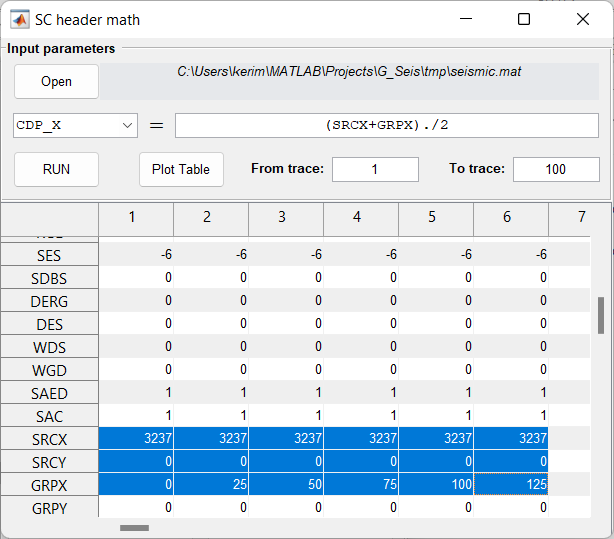 SC header math
Input parameters
Open C:\Users\kerim\MATLAB\Projects\G_Seis\tmp\seismic.mat
CDP_X = (SRCX+GRPX)./2
RUN Plot Table From trace: 1 To trace: 100
1 2 3 4 5 6 7
SES -6 -6 -6 -6 -6 -6
SDBS 0 0 0 0 0 0
DERG 0 0 0 0 0 0
DES 0 0 0 0 0 0
WDS 0 0 0 0 0 0
WGD 0 0 0 0 0 0
SAED 1 1 1 1 1 1
SAC 1 1 1 1 1 1
SRCX 3237 3237 3237 3237 3237 3237
SRCY 0 0 0 0 0 0
GRPX 0 25 50 75 100 125
GRPY 0 0 0 0 0 0